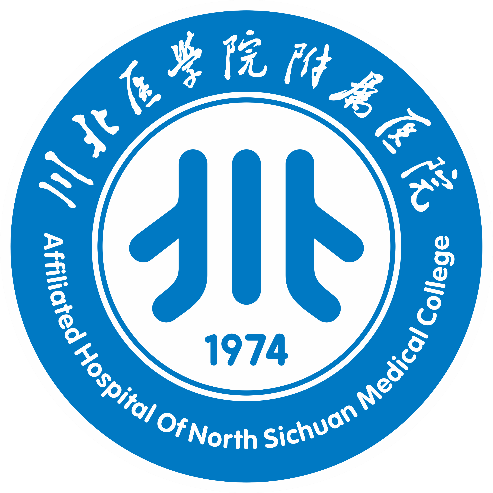 川北医学院附属医院
1974
Affiliated Hospital Of North Sichuan Medical College